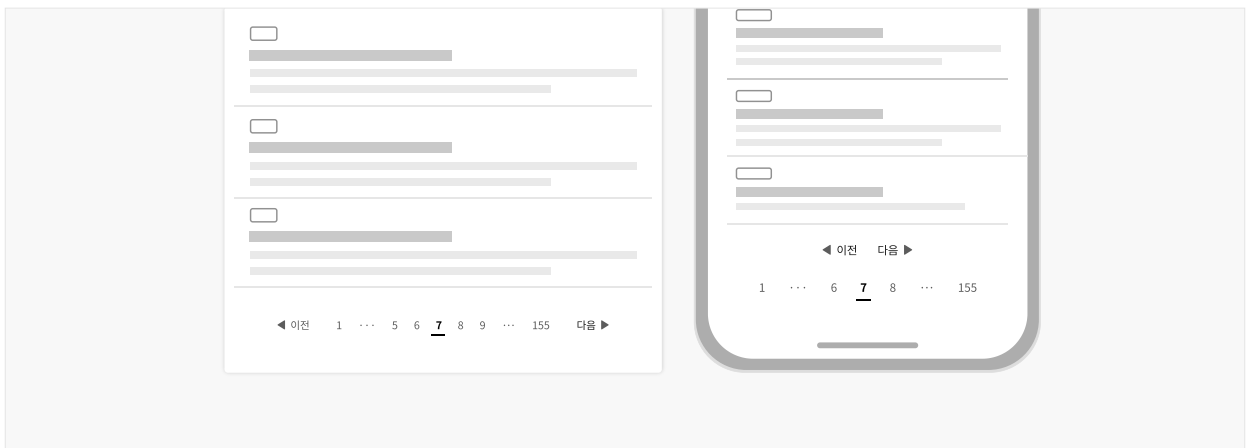 ◀ 이전 1 ··· 5 6 7 8 9 ··· 155 다음 ▶
◀ 이전 다음 ▶
1 ··· 6 7 8 ··· 155